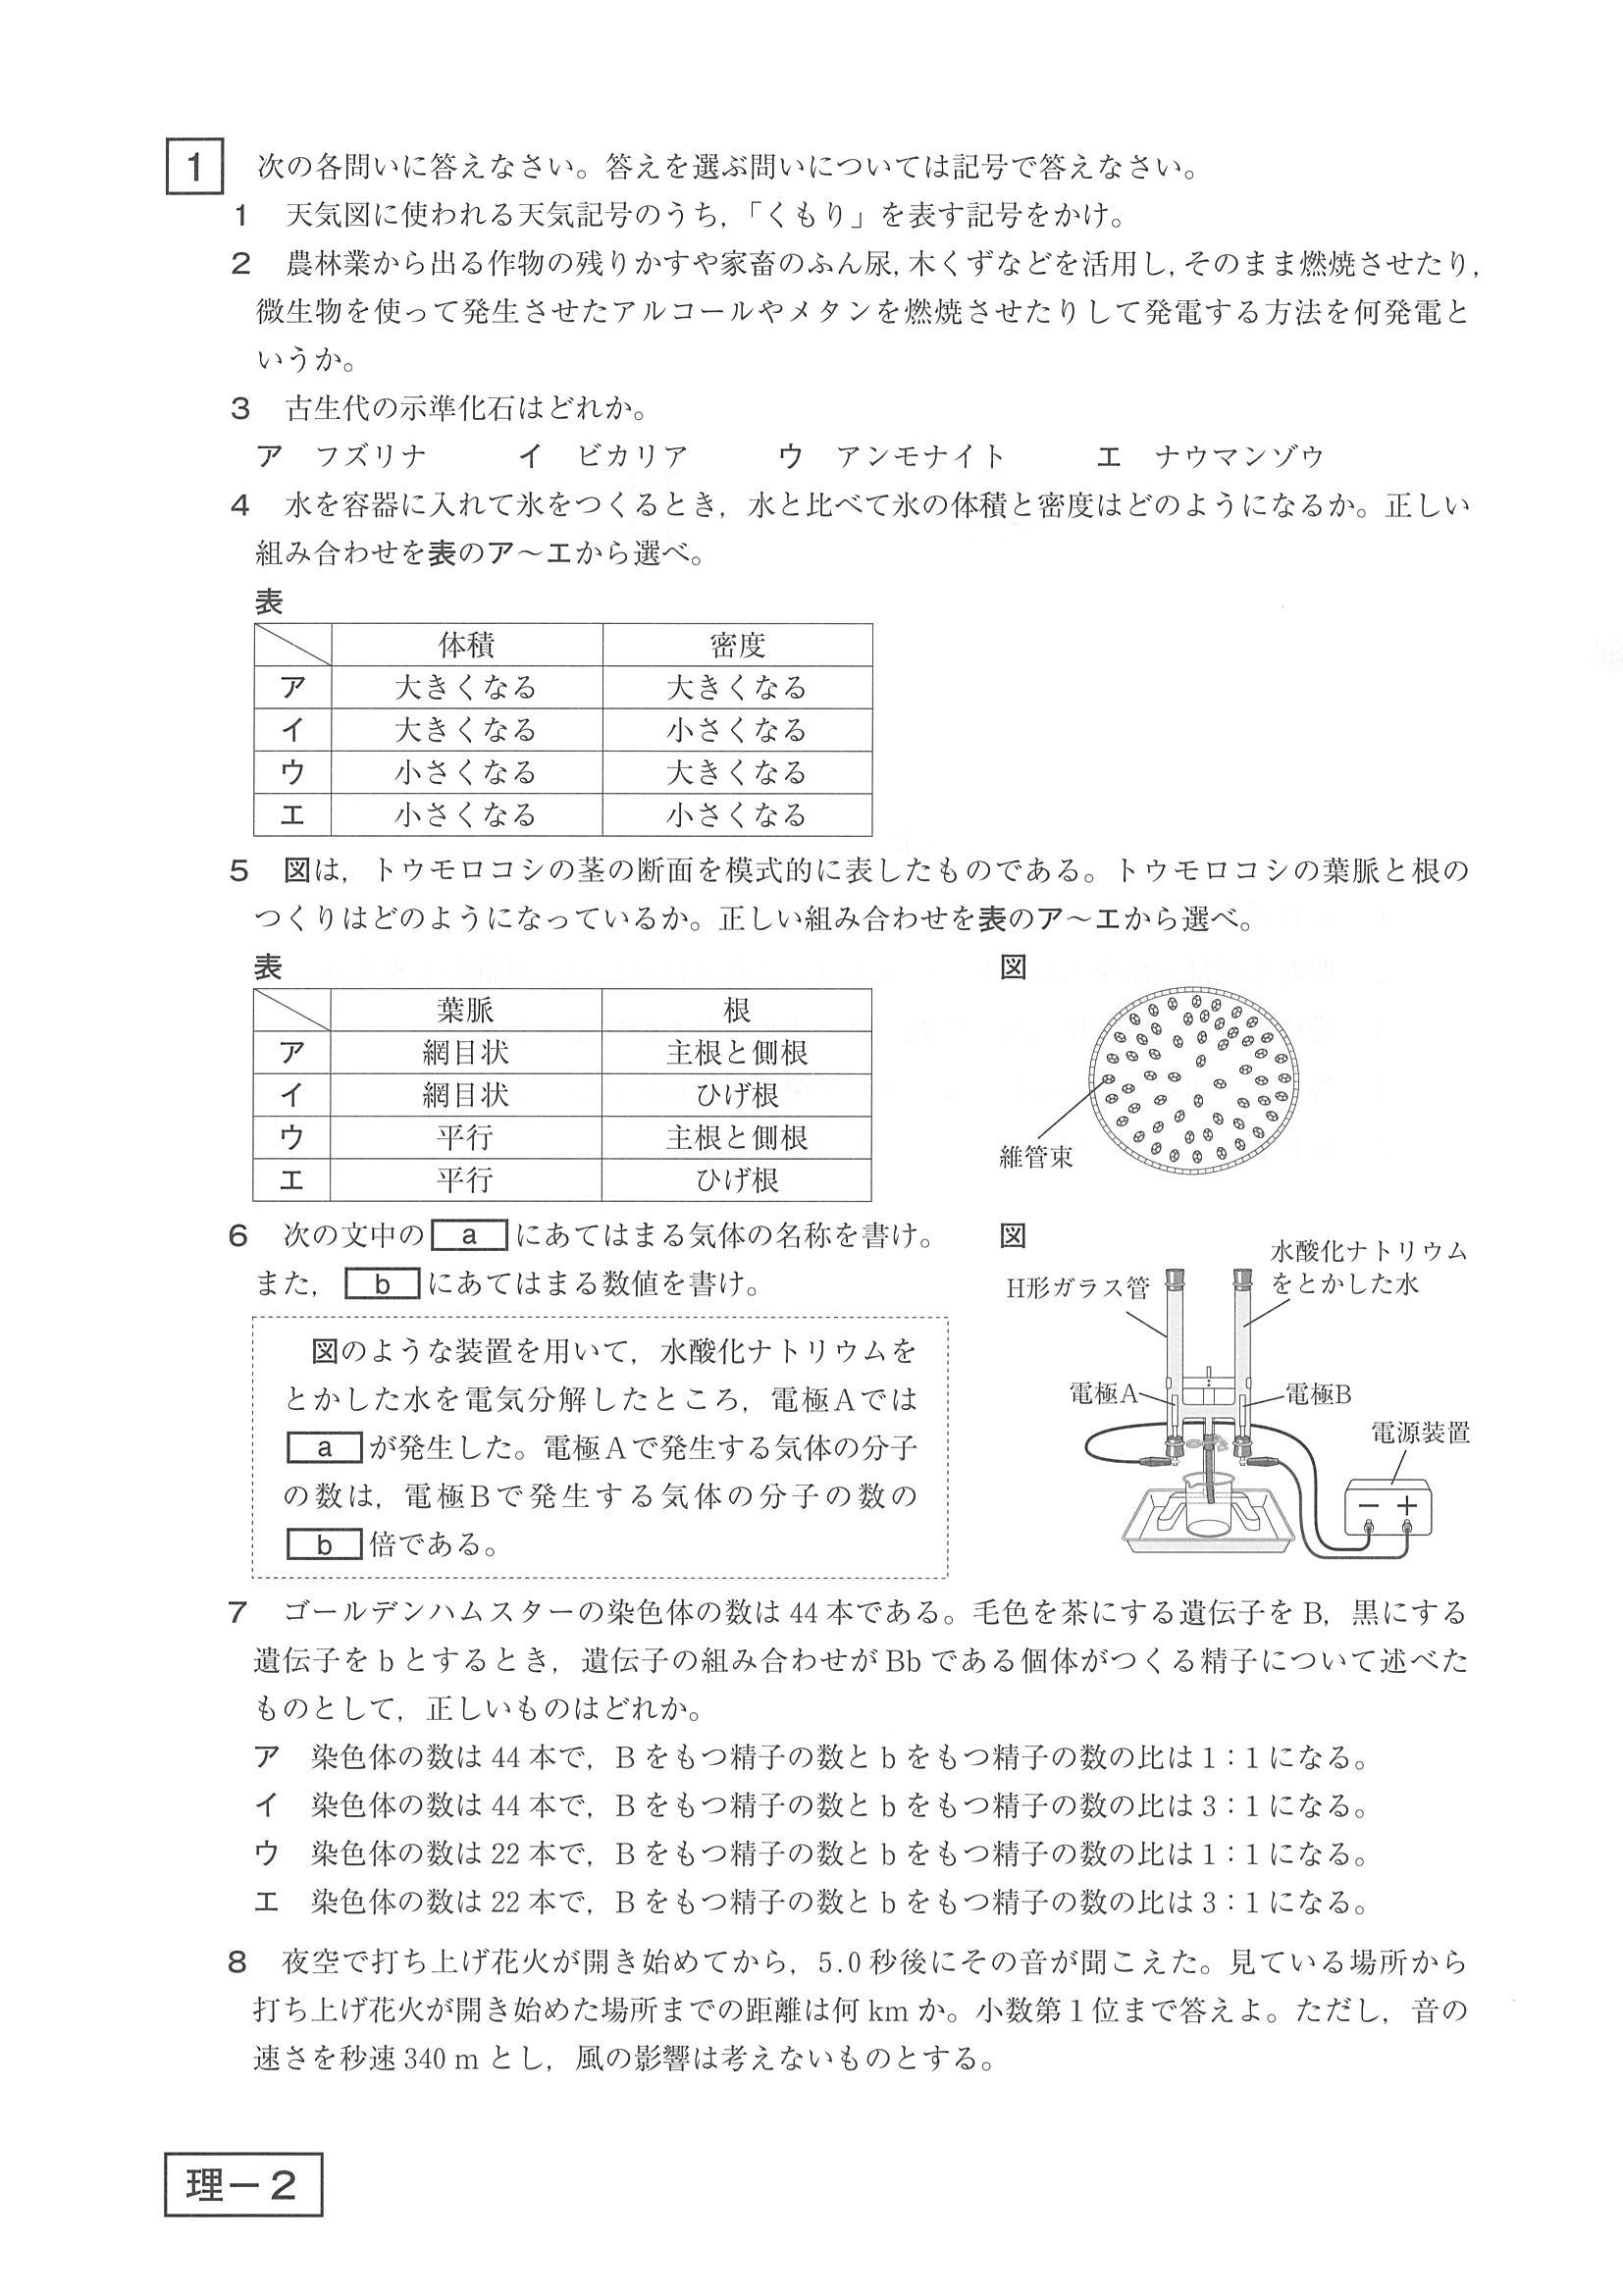 1 次の各問いに答えなさい。答えを選ぶ問いについては記号で答えなさい。
1 天気図に使われる天気記号のうち，「くもり」を表す記号をかけ。
2 農林業から出る作物の残りかすや家畜のふん尿，木くずなどを活用し，そのまま燃焼させたり，
微生物を使って発生させたアルコールやメタンを燃焼させたりして発電する方法を何発電と
いうか。
3 古生代の示準化石はどれか。
ア フズリナ イ ビカリア ウ アンモナイト エ ナウマンゾウ
4 水を容器に入れて氷をつくるとき，水と比べて氷の体積と密度はどのようになるか。正しい
組み合わせを表のア～エから選べ。
表
体積 密度
ア 大きくなる 大きくなる
イ 大きくなる 小さくなる
ウ 小さくなる 大きくなる
エ 小さくなる 小さくなる
5 図は，トウモロコシの茎の断面を模式的に表したものである。トウモロコシの葉脈と根の
つくりはどのようになっているか。正しい組み合わせを表のア～エから選べ。
表
葉脈 根
ア 網目状 主根と側根
イ 網目状 ひげ根
ウ 平行 主根と側根
エ 平行 ひげ根
図
維管束
6 次の文中の a にあてはまる気体の名称を書け。
また， b にあてはまる数値を書け。
図のような装置を用いて，水酸化ナトリウムを
とかした水を電気分解したところ，電極Aでは
a が発生した。電極Aで発生する気体の分子
の数は，電極Bで発生する気体の分子の数の
b 倍である。
図
水酸化ナトリウム
をとかした水
H形ガラス管
電極A
電極B
電源装置
− ＋
7 ゴールデンハムスターの染色体の数は 44 本である。毛色を茶にする遺伝子を B，黒にする
遺伝子を b とするとき，遺伝子の組み合わせが Bb である個体がつくる精子について述べた
ものとして，正しいものはどれか。
ア 染色体の数は 44 本で，B をもつ精子の数と b をもつ精子の数の比は 1：1 になる。
イ 染色体の数は 44 本で，B をもつ精子の数と b をもつ精子の数の比は 3：1 になる。
ウ 染色体の数は 22 本で，B をもつ精子の数と b をもつ精子の数の比は 1：1 になる。
エ 染色体の数は 22 本で，B をもつ精子の数と b をもつ精子の数の比は 3：1 になる。
8 夜空で打ち上げ花火が開き始めてから，5.0 秒後にその音が聞こえた。見ている場所から
打ち上げ花火が開き始めた場所までの距離は何 km か。小数第１位まで答えよ。ただし，音の
速さを秒速 340 m とし，風の影響は考えないものとする。
理－2